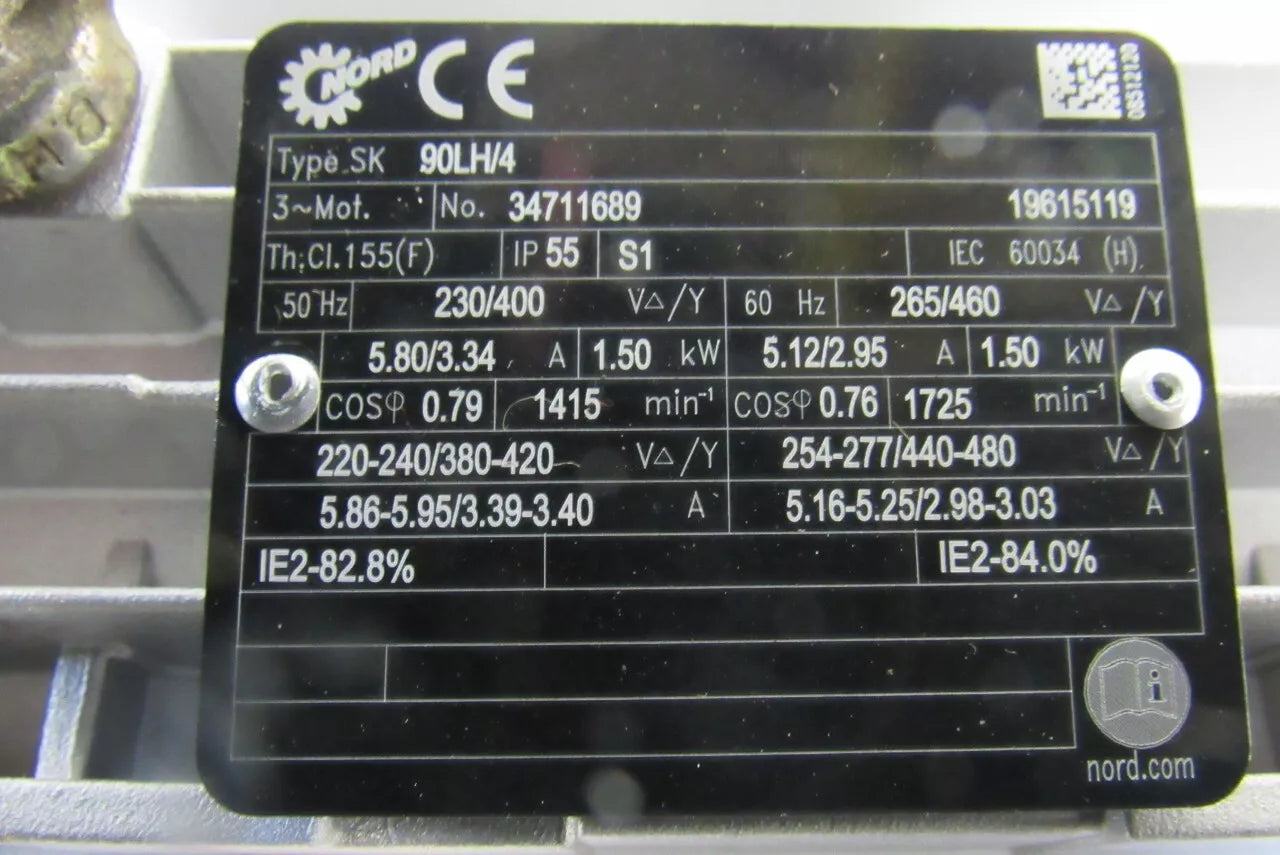 NORD CE
08512120
Type SK 90LH/4
3~Mot. No. 34711689 19615119
Th.Cl.155(F) IP 55 S1 IEC 60034 (H)
50 Hz 230/400 V△/Y 60 Hz 265/460 V△/Y
5.80/3.34 A 1.50 kW 5.12/2.95 A 1.50 kW
COSφ 0.79 1415 min⁻¹ COSφ 0.76 1725 min⁻¹
220-240/380-420 V△/Y 254-277/440-480 V△/Y
5.86-5.95/3.39-3.40 A 5.16-5.25/2.98-3.03 A
IE2-82.8% IE2-84.0%
i
nord.com